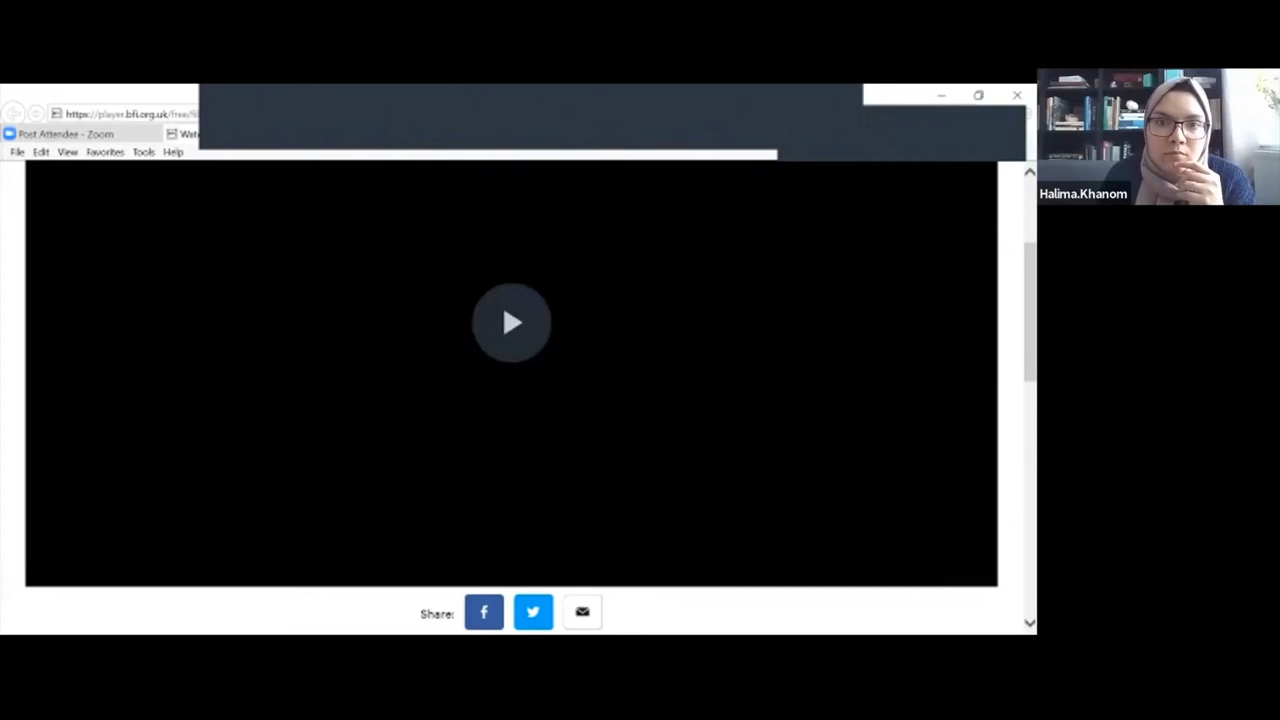 https://player.bfi.org.uk/free/
Post Attendee - Zoom
File Edit View Favorites Tools Help
Halima.Khanom
Share: